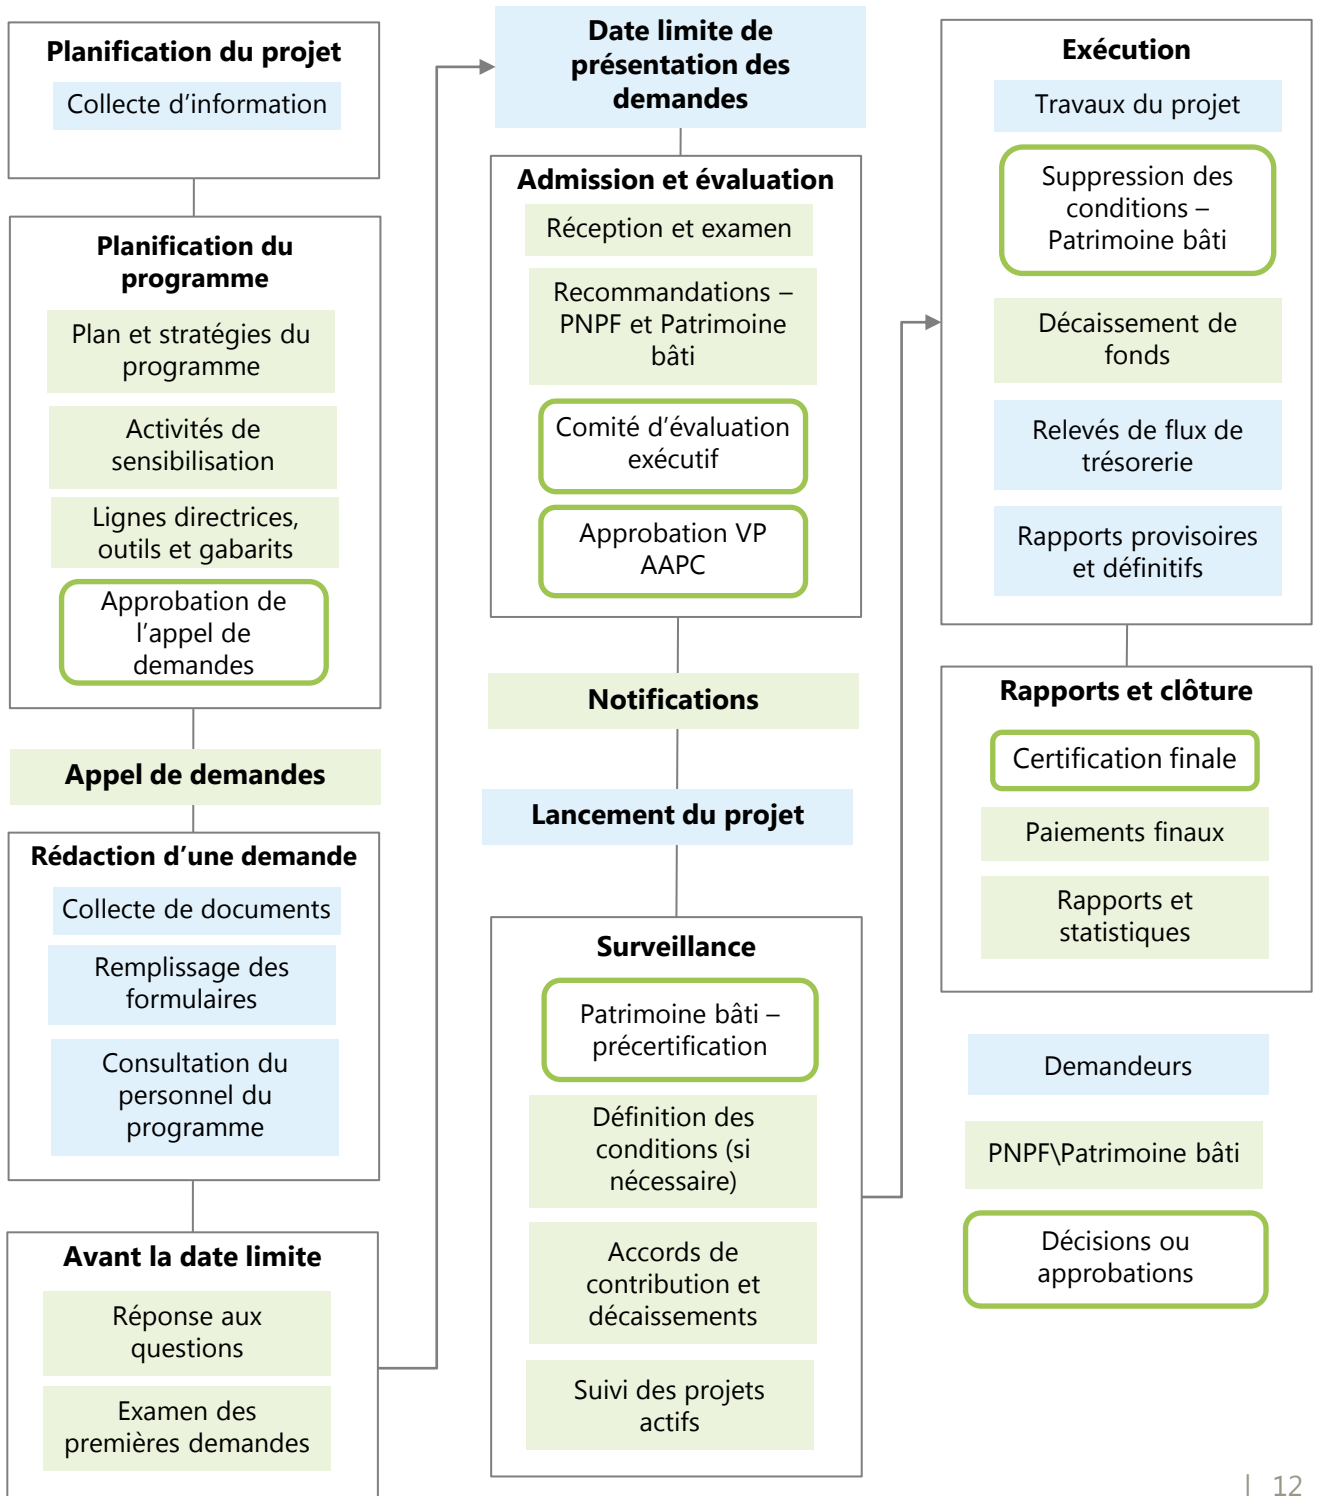 Planification du projet
Collecte d’information
Planification du
programme
Plan et stratégies du
programme
Activités de
sensibilisation
Lignes directrices,
outils et gabarits
Approbation de
l’appel de
demandes
Appel de demandes
Rédaction d’une demande
Collecte de documents
Remplissage des
formulaires
Consultation du
personnel du
programme
Avant la date limite
Réponse aux
questions
Examen des
premières demandes
Date limite de
présentation des
demandes
Admission et évaluation
Réception et examen
Recommandations –
PNPF et Patrimoine
bâti
Comité d’évaluation
exécutif
Approbation VP
AAPC
Notifications
Lancement du projet
Surveillance
Patrimoine bâti –
précertification
Définition des
conditions (si
nécessaire)
Accords de
contribution et
décaissements
Suivi des projets
actifs
Exécution
Travaux du projet
Suppression des
conditions –
Patrimoine bâti
Décaissement de
fonds
Relevés de flux de
trésorerie
Rapports provisoires
et définitifs
Rapports et clôture
Certification finale
Paiements finaux
Rapports et
statistiques
Demandeurs
PNPF\Patrimoine bâti
Décisions ou
approbations
| 12